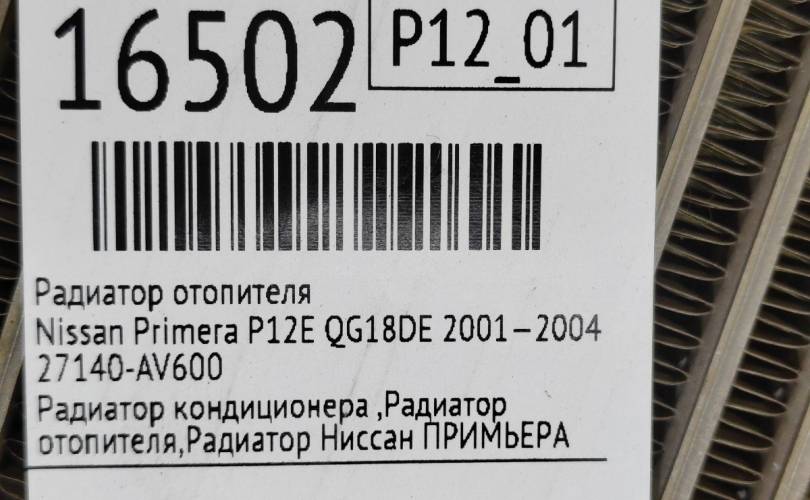 16502
P12_01
Радиатор отопителя
Nissan Primera P12E QG18DE 2001–2004
27140-AV600
Радиатор кондиционера ,Радиатор
отопителя,Радиатор Ниссан ПРИМЬЕРА